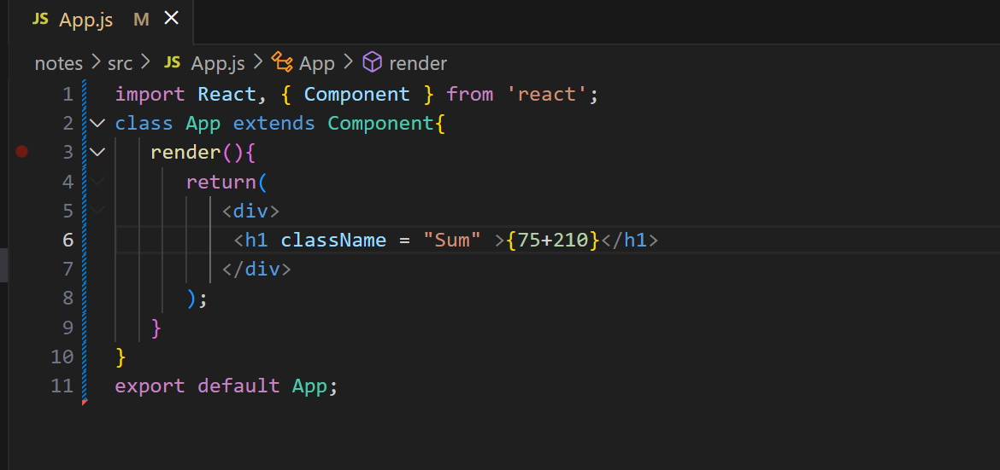 JS App.js M
notes > src > JS App.js > App > render
1 import React, { Component } from 'react';
2 class App extends Component{
3 render(){
4 return(
5 <div>
6 <h1 className = "Sum" >{75+210}</h1>
7 </div>
8 );
9 }
10 }
11 export default App;